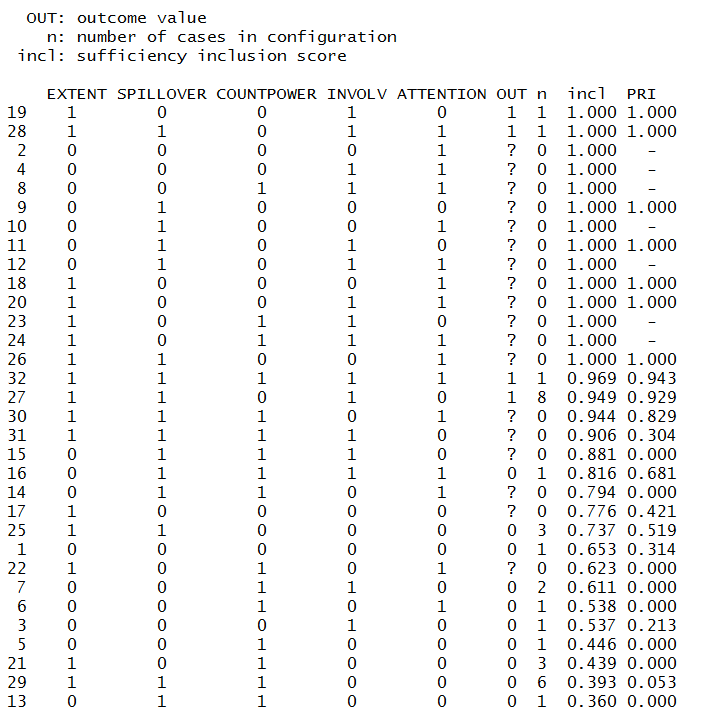 OUT: outcome value
n: number of cases in configuration
incl: sufficiency inclusion score
EXTENT SPILLOVER COUNTPOWER INVOLV ATTENTION OUT n incl PRI
19 1 0 0 1 0 1 1 1.000 1.000
28 1 1 0 1 1 1 1 1.000 1.000
2 0 0 0 0 1 ? 0 1.000 –
4 0 0 0 1 1 ? 0 1.000 –
8 0 0 1 1 1 ? 0 1.000 –
9 0 1 0 0 0 ? 0 1.000 1.000
10 0 1 0 0 1 ? 0 1.000 –
11 0 1 0 1 0 ? 0 1.000 1.000
12 0 1 0 1 1 ? 0 1.000 –
18 1 0 0 0 1 ? 0 1.000 1.000
20 1 0 0 1 1 ? 0 1.000 1.000
23 1 0 1 1 0 ? 0 1.000 –
24 1 0 1 1 1 ? 0 1.000 –
26 1 1 0 0 1 ? 0 1.000 1.000
32 1 1 1 1 1 1 1 0.969 0.943
27 1 1 0 1 0 1 8 0.949 0.929
30 1 1 1 0 1 ? 0 0.944 0.829
31 1 1 1 1 0 ? 0 0.906 0.304
15 0 1 1 1 0 ? 0 0.881 0.000
16 0 1 1 1 1 0 1 0.816 0.681
14 0 1 1 0 1 ? 0 0.794 0.000
17 1 0 0 0 0 ? 0 0.776 0.421
25 1 1 0 0 0 0 3 0.737 0.519
1 0 0 0 0 0 0 1 0.653 0.314
22 1 0 1 0 1 ? 0 0.623 0.000
7 0 0 1 1 0 0 2 0.611 0.000
6 0 0 1 0 1 0 1 0.538 0.000
3 0 0 0 1 0 0 1 0.537 0.213
5 0 0 1 0 0 0 1 0.446 0.000
21 1 0 1 0 0 0 3 0.439 0.000
29 1 1 1 0 0 0 6 0.393 0.053
13 0 1 1 0 0 0 1 0.360 0.000